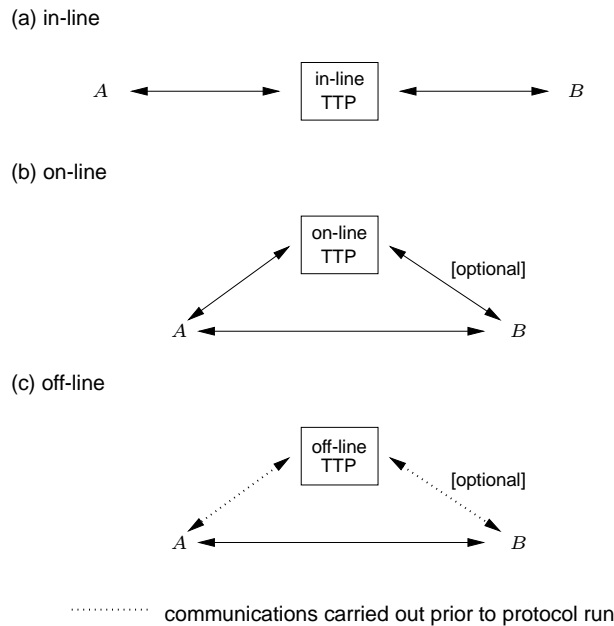 (a) in-line
A
in-line
TTP
B
(b) on-line
on-line
TTP
[optional]
A
B
(c) off-line
off-line
TTP
[optional]
A
B
communications carried out prior to protocol run